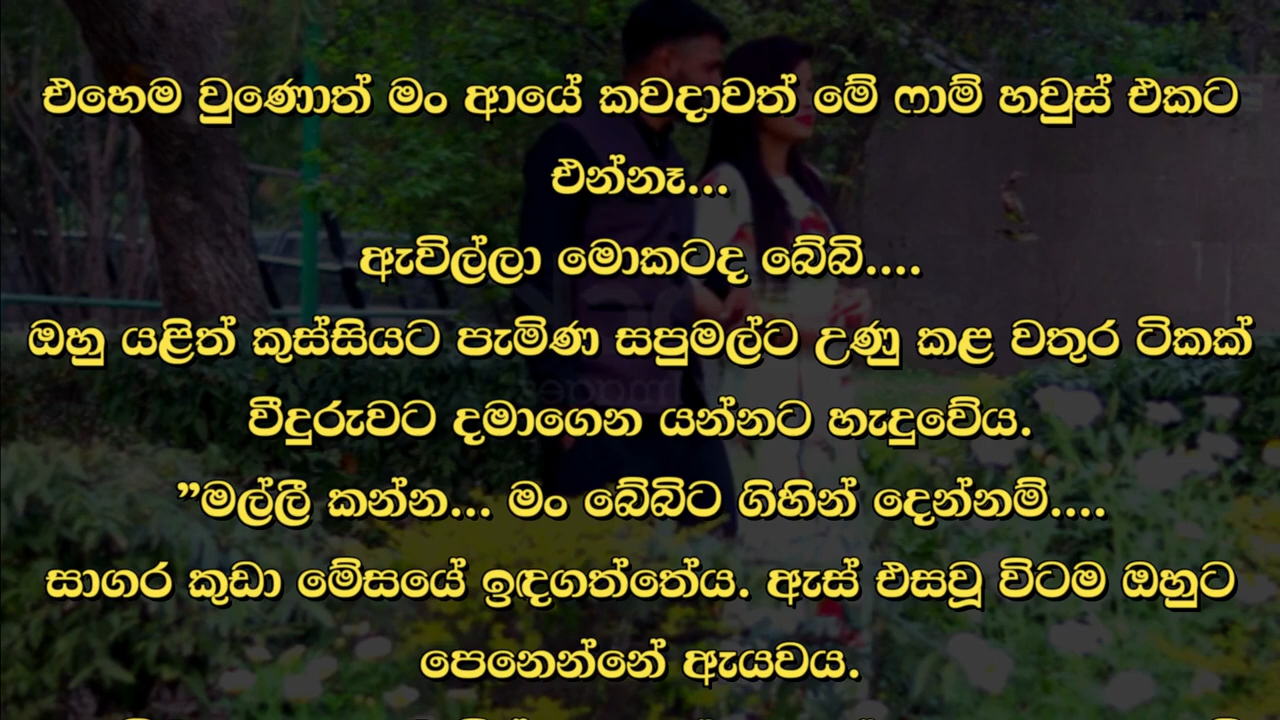 එහෙම වුණොත් මං ආයේ කවදාවත් මේ ෆාම් හවුස් එකට
එන්නෑ...
ඇවිල්ලා මොකටද බේබි....
ඔහු යළිත් කුස්සියට පැමිණ සපුමල්ට උණු කළ වතුර ටිකක්
වීදුරුවට දමාගෙන යන්නට හැදුවේය.
”මල්ලී කන්න... මං බේබිට ගිහින් දෙන්නම්....
සාගර කුඩා මේසයේ ඉඳගත්තේය. ඇස් එසවූ විටම ඔහුට
පෙනෙන්නේ ඇයවය.